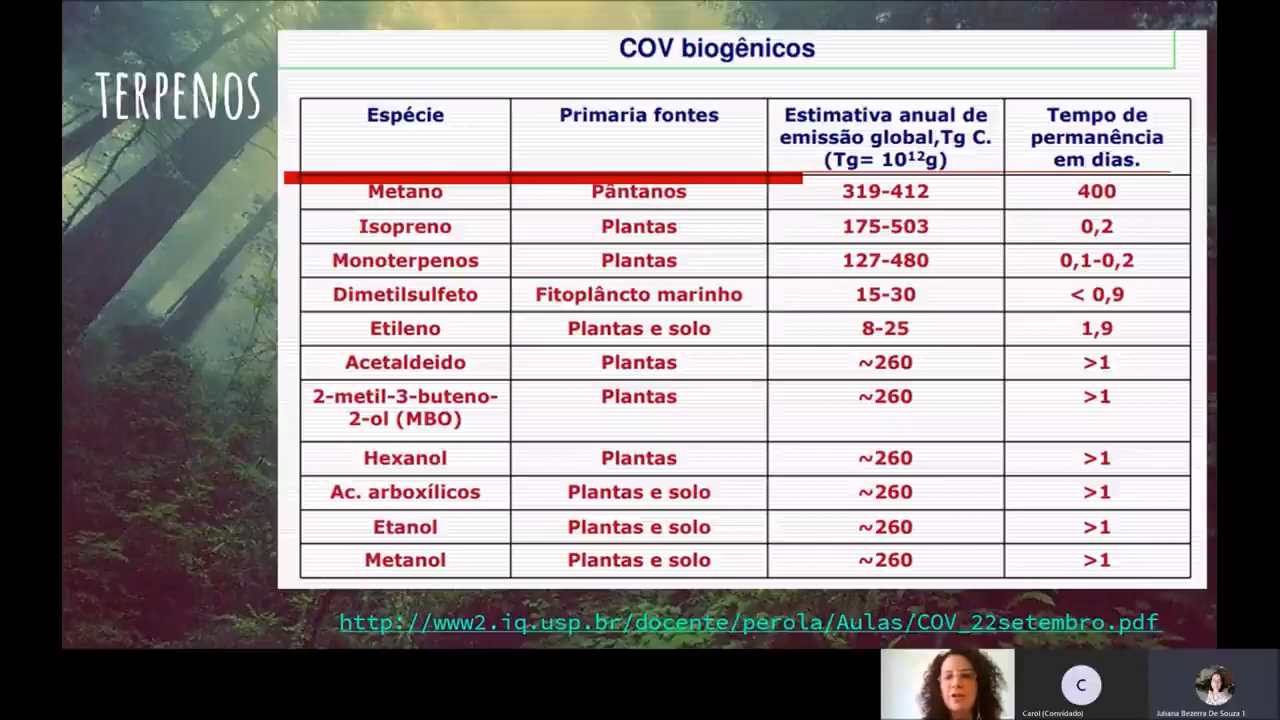 TERPENOS
COV biogênicos
Espécie
Primaria fontes
Estimativa anual de
emissão global,Tg C.
(Tg= 10¹²g)
Tempo de
permanência
em dias.
Metano Pântanos 319-412 400
Isopreno Plantas 175-503 0,2
Monoterpenos Plantas 127-480 0,1-0,2
Dimetilsulfeto Fitoplâncto marinho 15-30 < 0,9
Etileno Plantas e solo 8-25 1,9
Acetaldeido Plantas ~260 >1
2-metil-3-buteno-
2-ol (MBO) Plantas ~260 >1
Hexanol Plantas ~260 >1
Ac. arboxílicos Plantas e solo ~260 >1
Etanol Plantas e solo ~260 >1
Metanol Plantas e solo ~260 >1
http://www2.iq.usp.br/docente/perola/Aulas/COV_22setembro.pdf
C
Carol (Convidado)
Juliana Bezerra De Souza 1